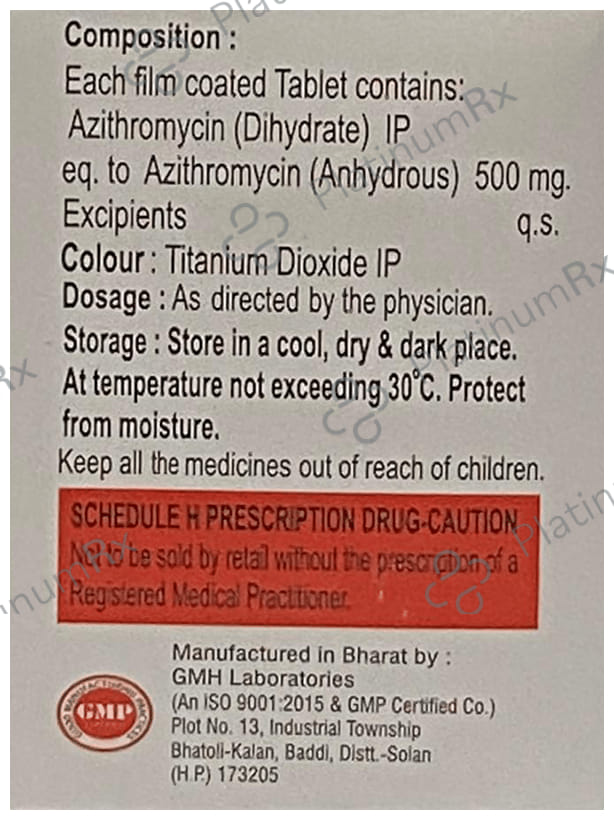 Composition :
Each film coated Tablet contains:
Azithromycin (Dihydrate) IP
eq. to Azithromycin (Anhydrous) 500 mg.
Excipients q.s.
Colour : Titanium Dioxide IP
Dosage : As directed by the physician.
Storage : Store in a cool, dry & dark place.
At temperature not exceeding 30°C. Protect
from moisture.
Keep all the medicines out of reach of children.
SCHEDULE H PRESCRIPTION DRUG-CAUTION
Not to be sold by retail without the prescription of a
Registered Medical Practitioner.
Manufactured in Bharat by :
GMH Laboratories
(An ISO 9001:2015 & GMP Certified Co.)
Plot No. 13, Industrial Township
Bhatoli-Kalan, Baddi, Distt.-Solan
(H.P.) 173205
GMP
PlatinumRx
PlatinumRx
PlatinumRx